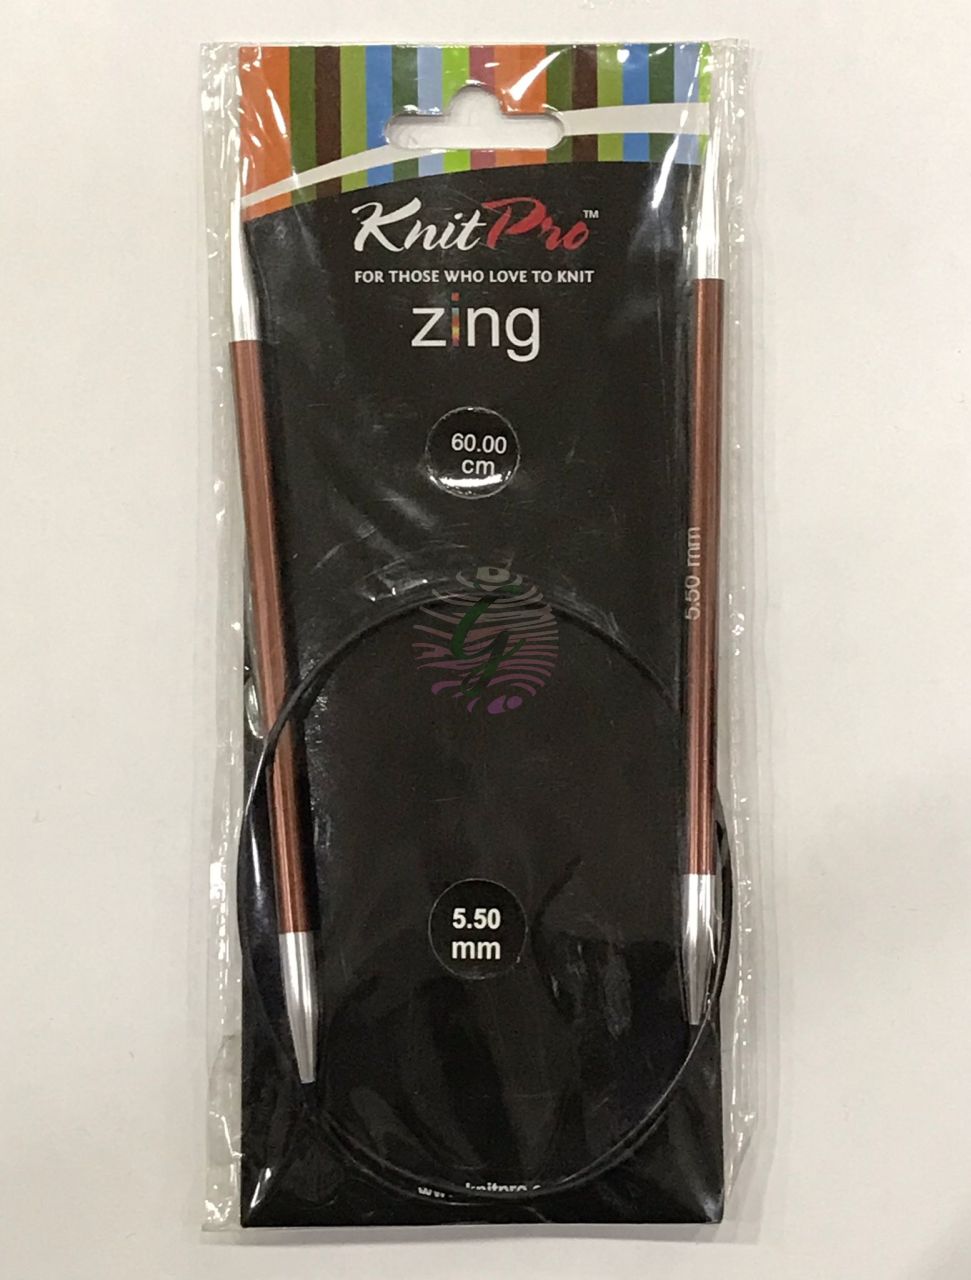 KnitPro™
FOR THOSE WHO LOVE TO KNIT
zing
60.00
cm
5.50 mm
5.50
mm